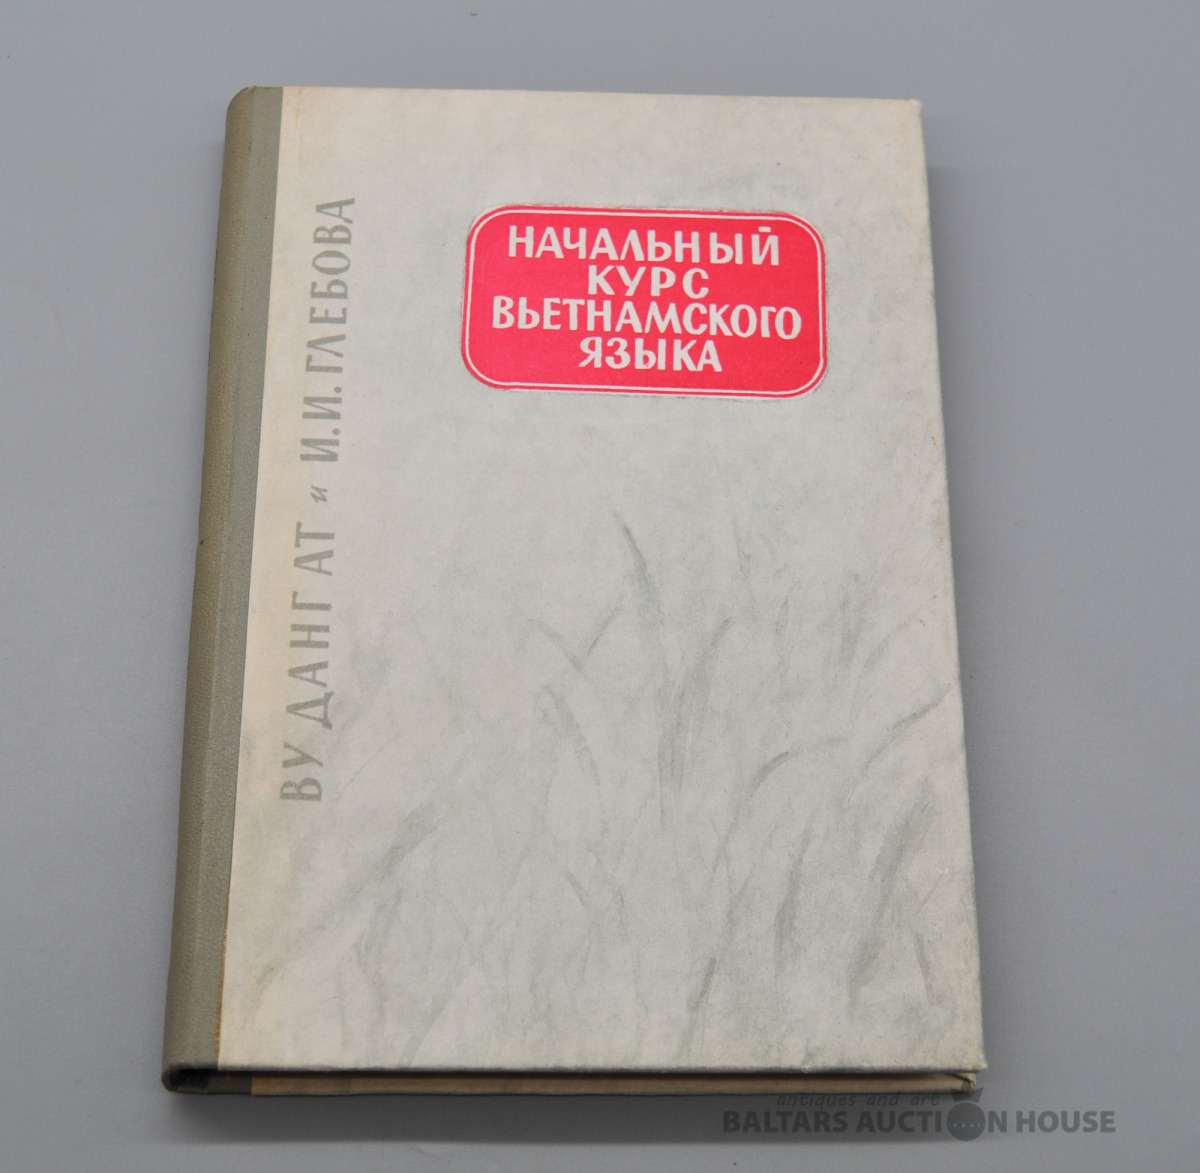 НАЧАЛЬНЫЙ
КУРС
ВЬЕТНАМСКОГО
ЯЗЫКА
ВУ ДАНГ АТ и И.И. ГЛЕБОВА
antiques and art
BALTARS AUCTION HOUSE